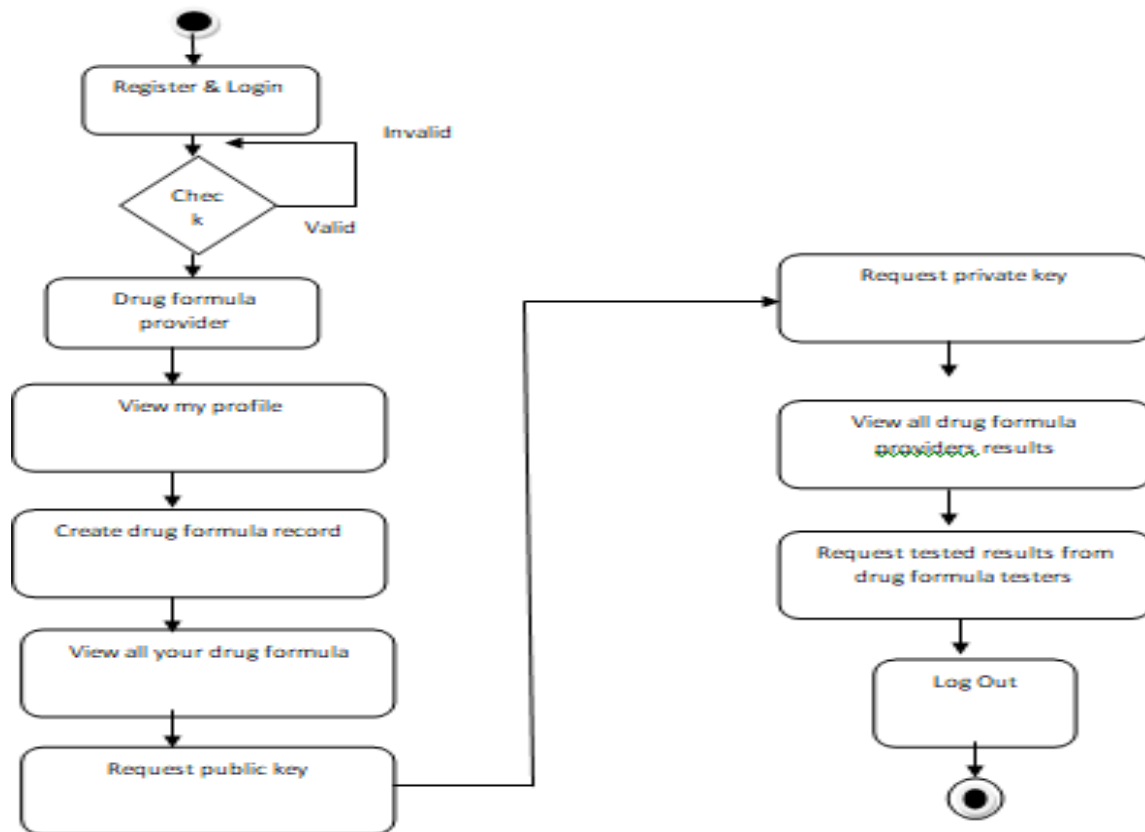 Register & Login
Invalid
Chec
k
Valid
Drug formula
provider
View my profile
Create drug formula record
View all your drug formula
Request public key
Request private key
View all drug formula
providers results
Request tested results from
drug formula testers
Log Out